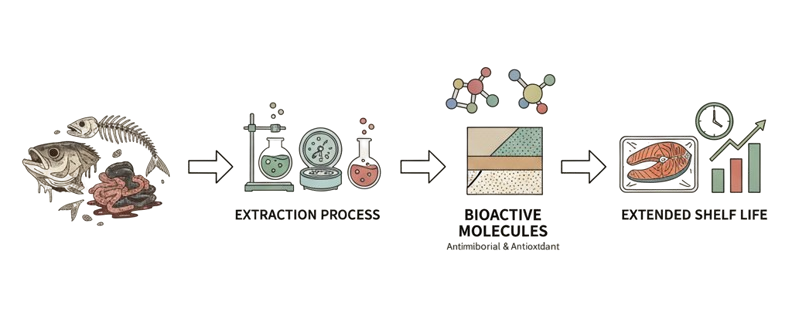 EXTRACTION PROCESS
BIOACTIVE
MOLECULES
Antimiborial & Antioxtdant
EXTENDED SHELF LIFE